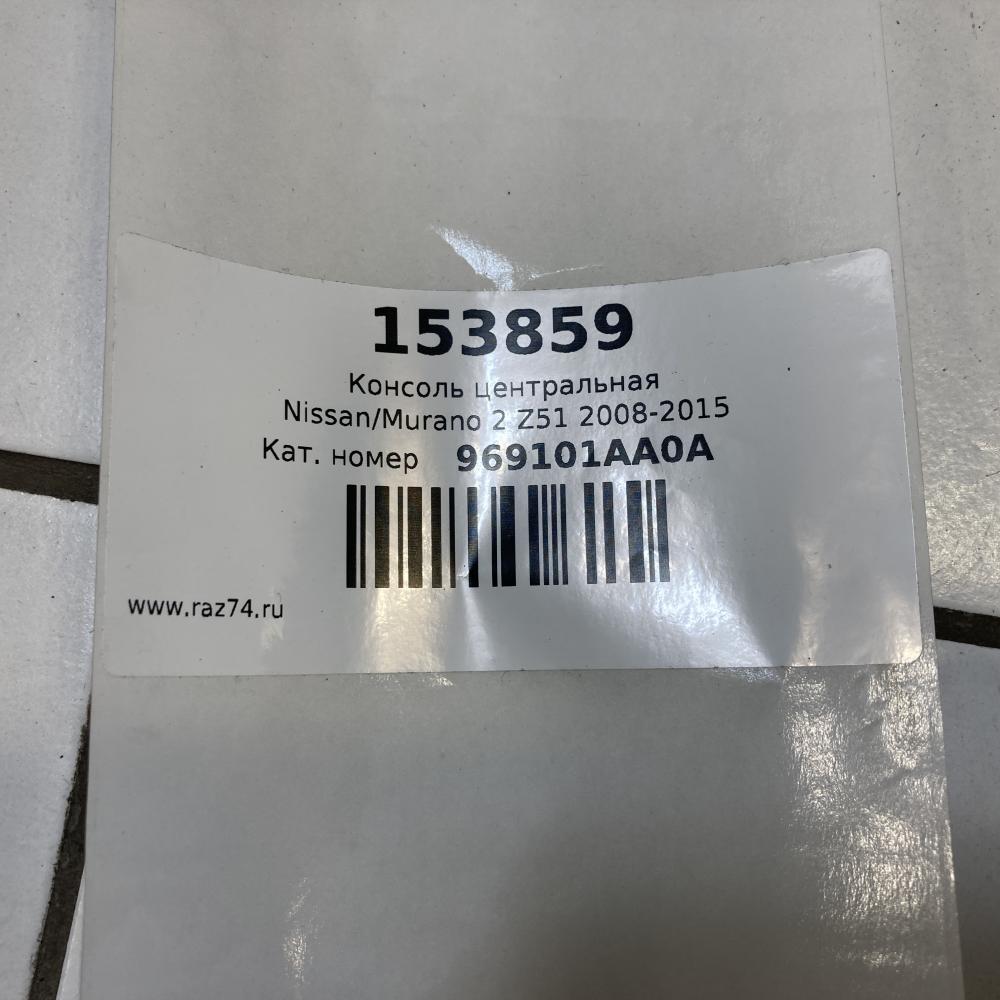 153859
Консоль центральная
Nissan/Murano 2 Z51 2008-2015
Кат. номер 969101AA0A
www.raz74.ru